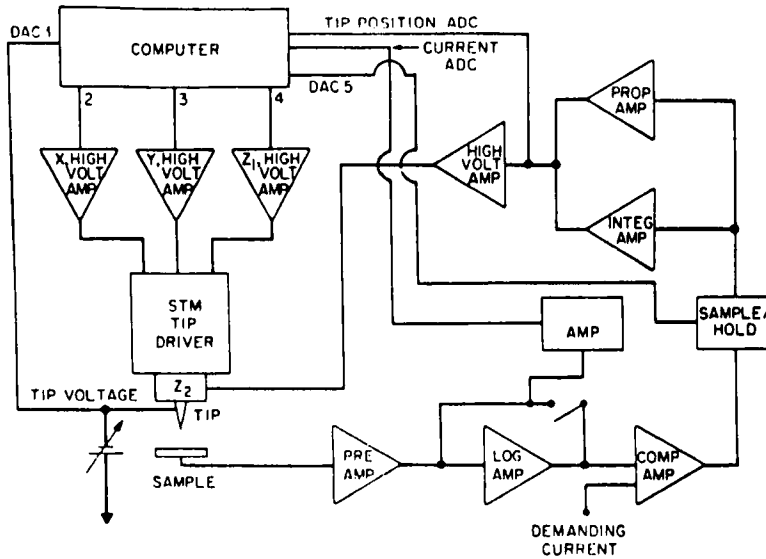 TIP POSITION ADC
DAC 1
COMPUTER
CURRENT
ADC
DAC 5
2
3
4
PROP
AMP
X, HIGH
VOLT
AMP
Y, HIGH
VOLT
AMP
Z1, HIGH
VOLT
AMP
HIGH
VOLT
AMP
INTEG
AMP
STM
TIP
DRIVER
SAMPLE/
HOLD
AMP
Z2
TIP VOLTAGE
TIP
PRE
AMP
LOG
AMP
COMP
AMP
SAMPLE
DEMANDING
CURRENT